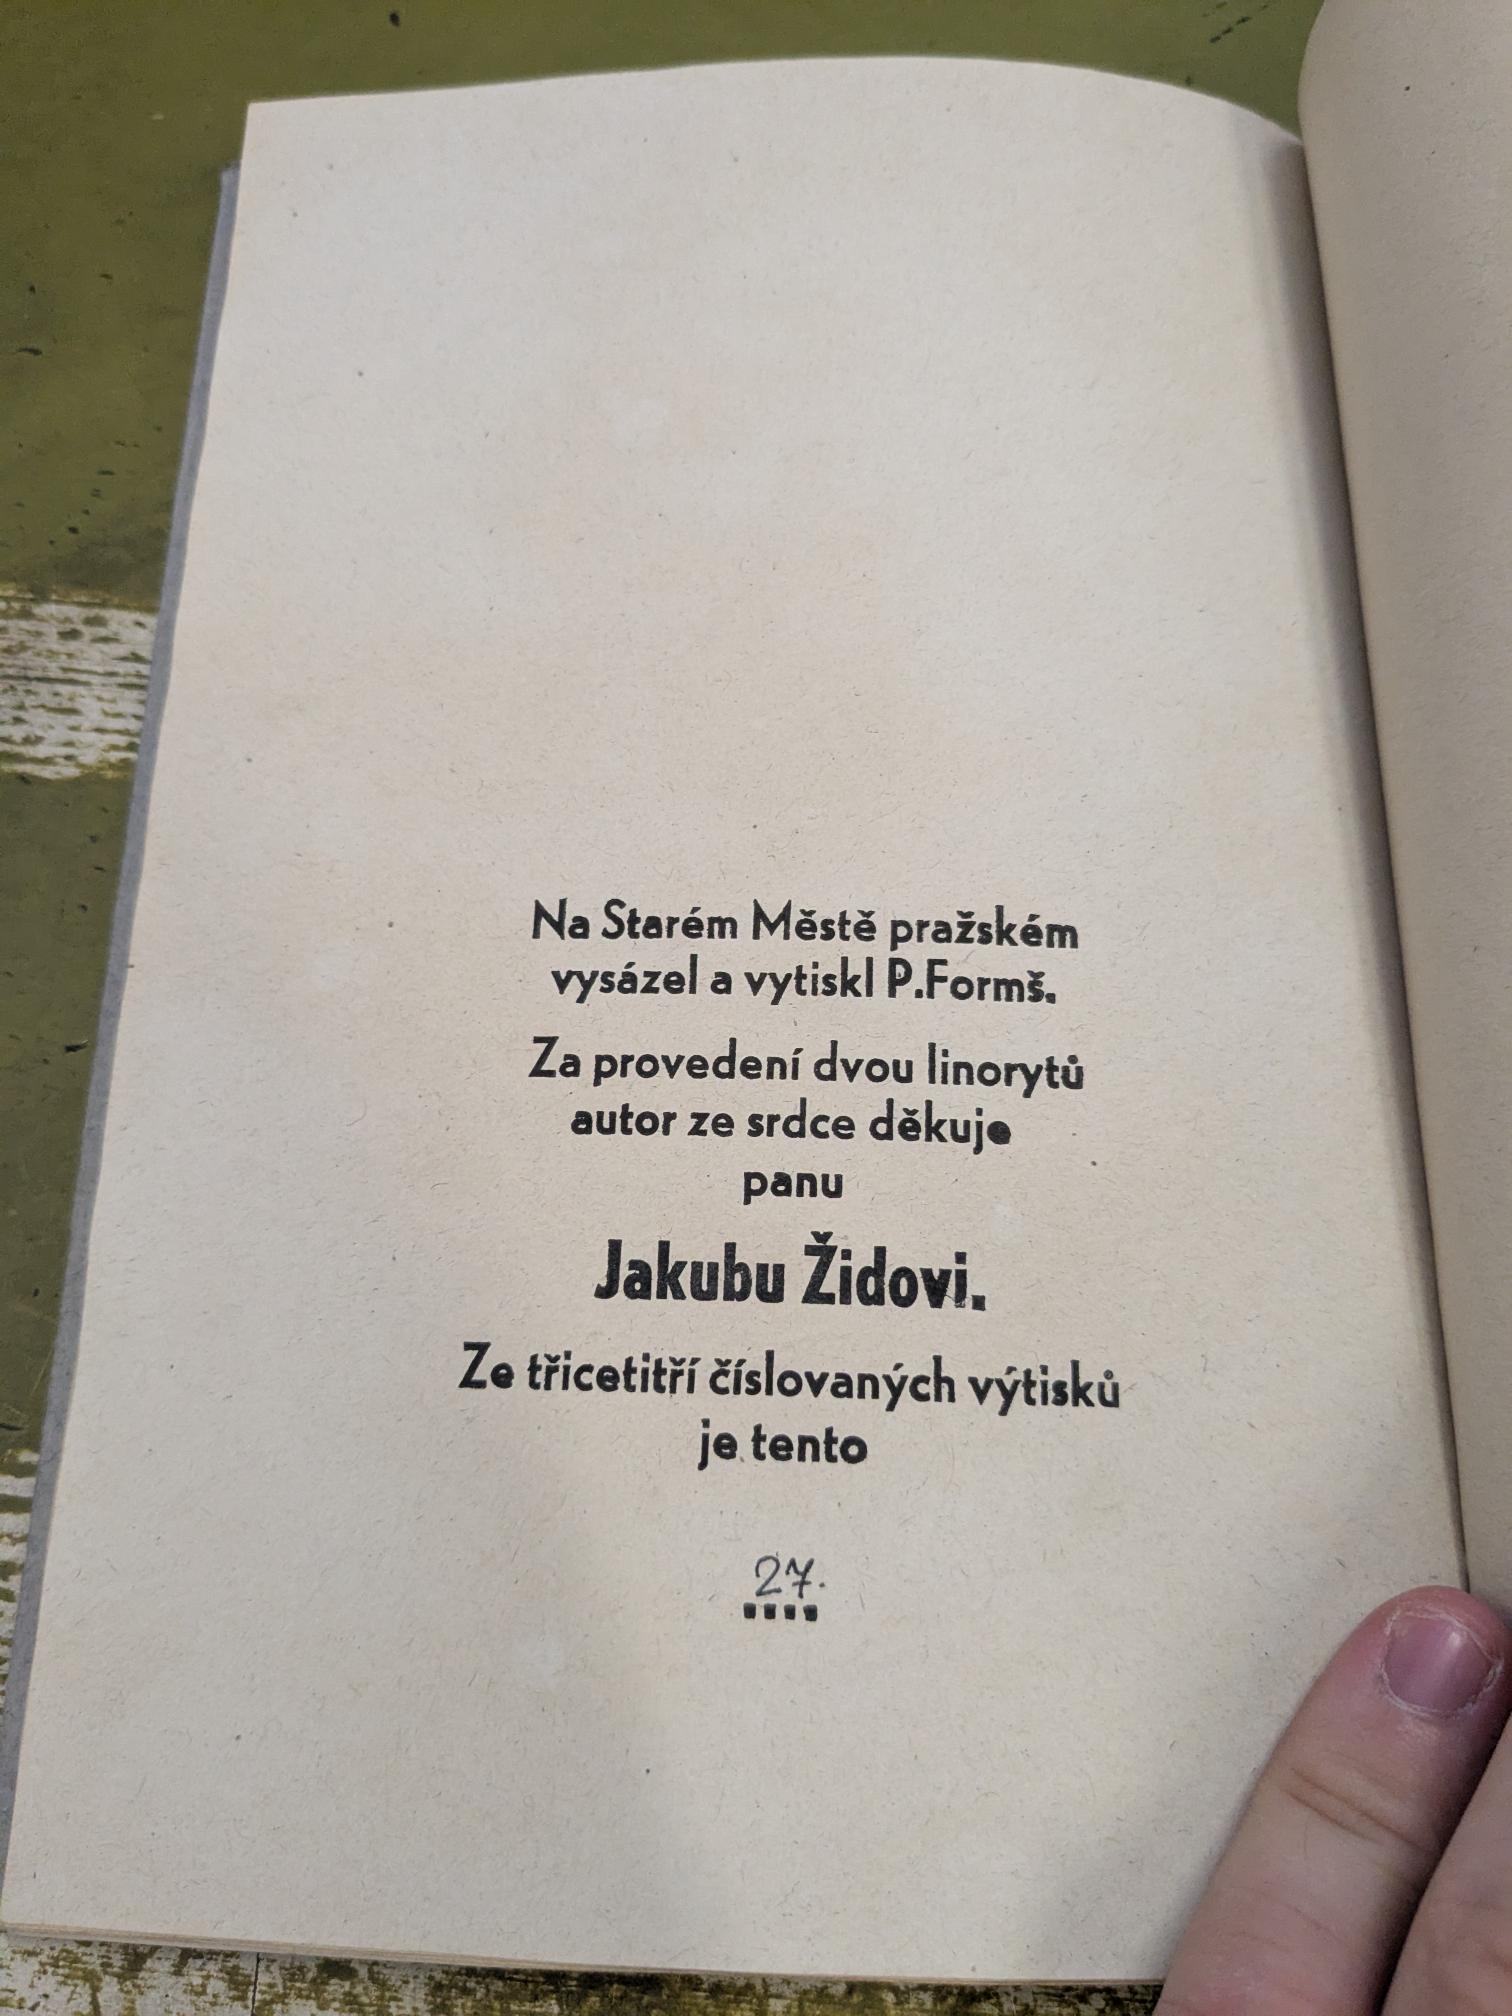 Na Starém Městě pražském
vysázel a vytiskl P.Formš.
Za provedení dvou linorytů
autor ze srdce děkuje
panu
Jakubu Židovi.
Ze třicetitří číslovaných výtisků
je tento
27.